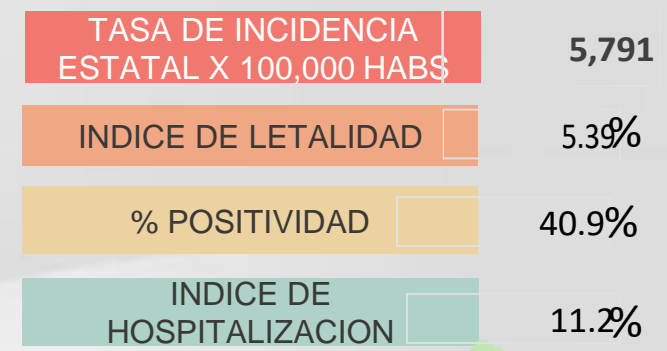 TASA DE INCIDENCIA
ESTATAL X 100,000 HABS
5,791
INDICE DE LETALIDAD
5.39%
% POSITIVIDAD
40.9%
INDICE DE
HOSPITALIZACION
11.2%